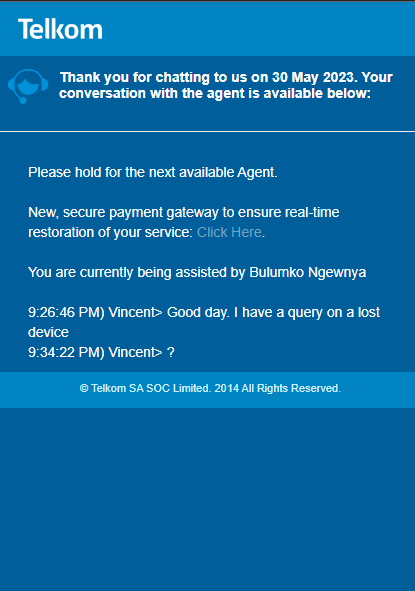 Telkom
Thank you for chatting to us on 30 May 2023. Your
conversation with the agent is available below:
Please hold for the next available Agent.
New, secure payment gateway to ensure real-time
restoration of your service: Click Here.
You are currently being assisted by Bulumko Ngewnya
9:26:46 PM) Vincent> Good day. I have a query on a lost
device
9:34:22 PM) Vincent> ?
© Telkom SA SOC Limited. 2014 All Rights Reserved.